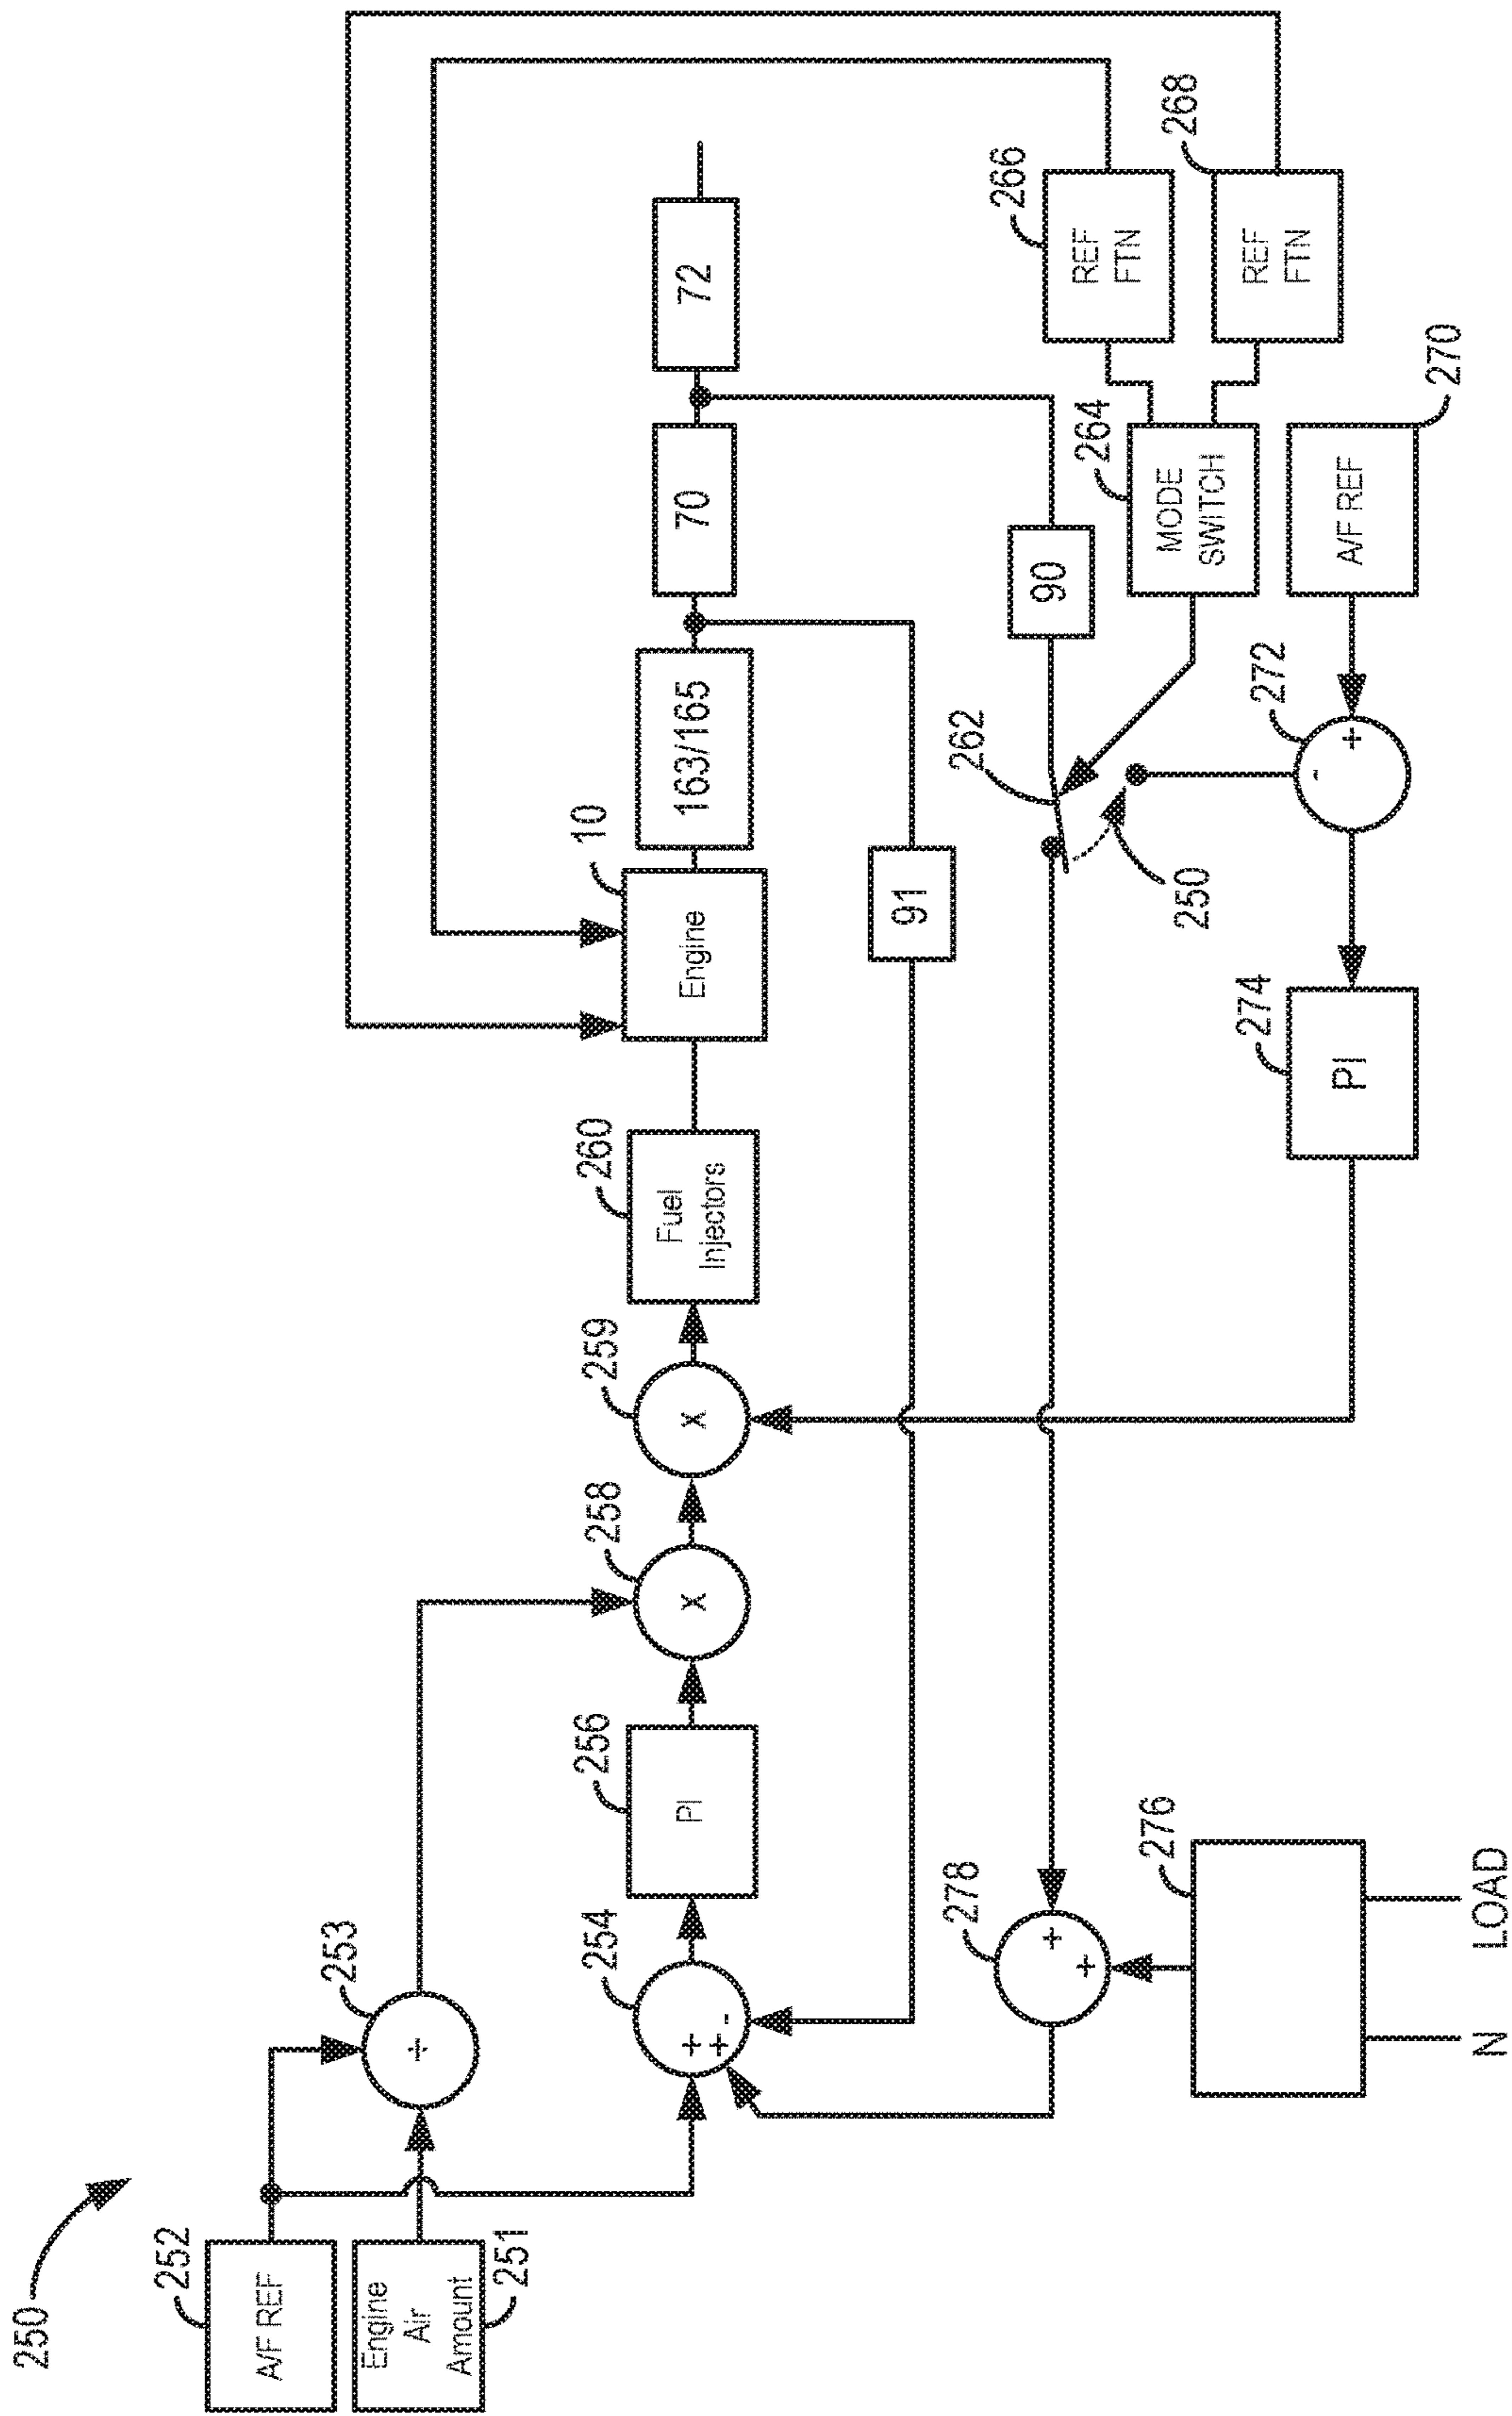 250
252
A/F REF
Engine
Air
Amount
251
253
÷
254
+
+
-
256
PI
258
X
259
X
260
Fuel
Injectors
10
Engine
163/165
70
72
91
90
262
250
264
MODE
SWITCH
266
REF
FTN
268
REF
FTN
270
A/F REF
272
-
+
274
PI
278
+
+
276
N
LOAD